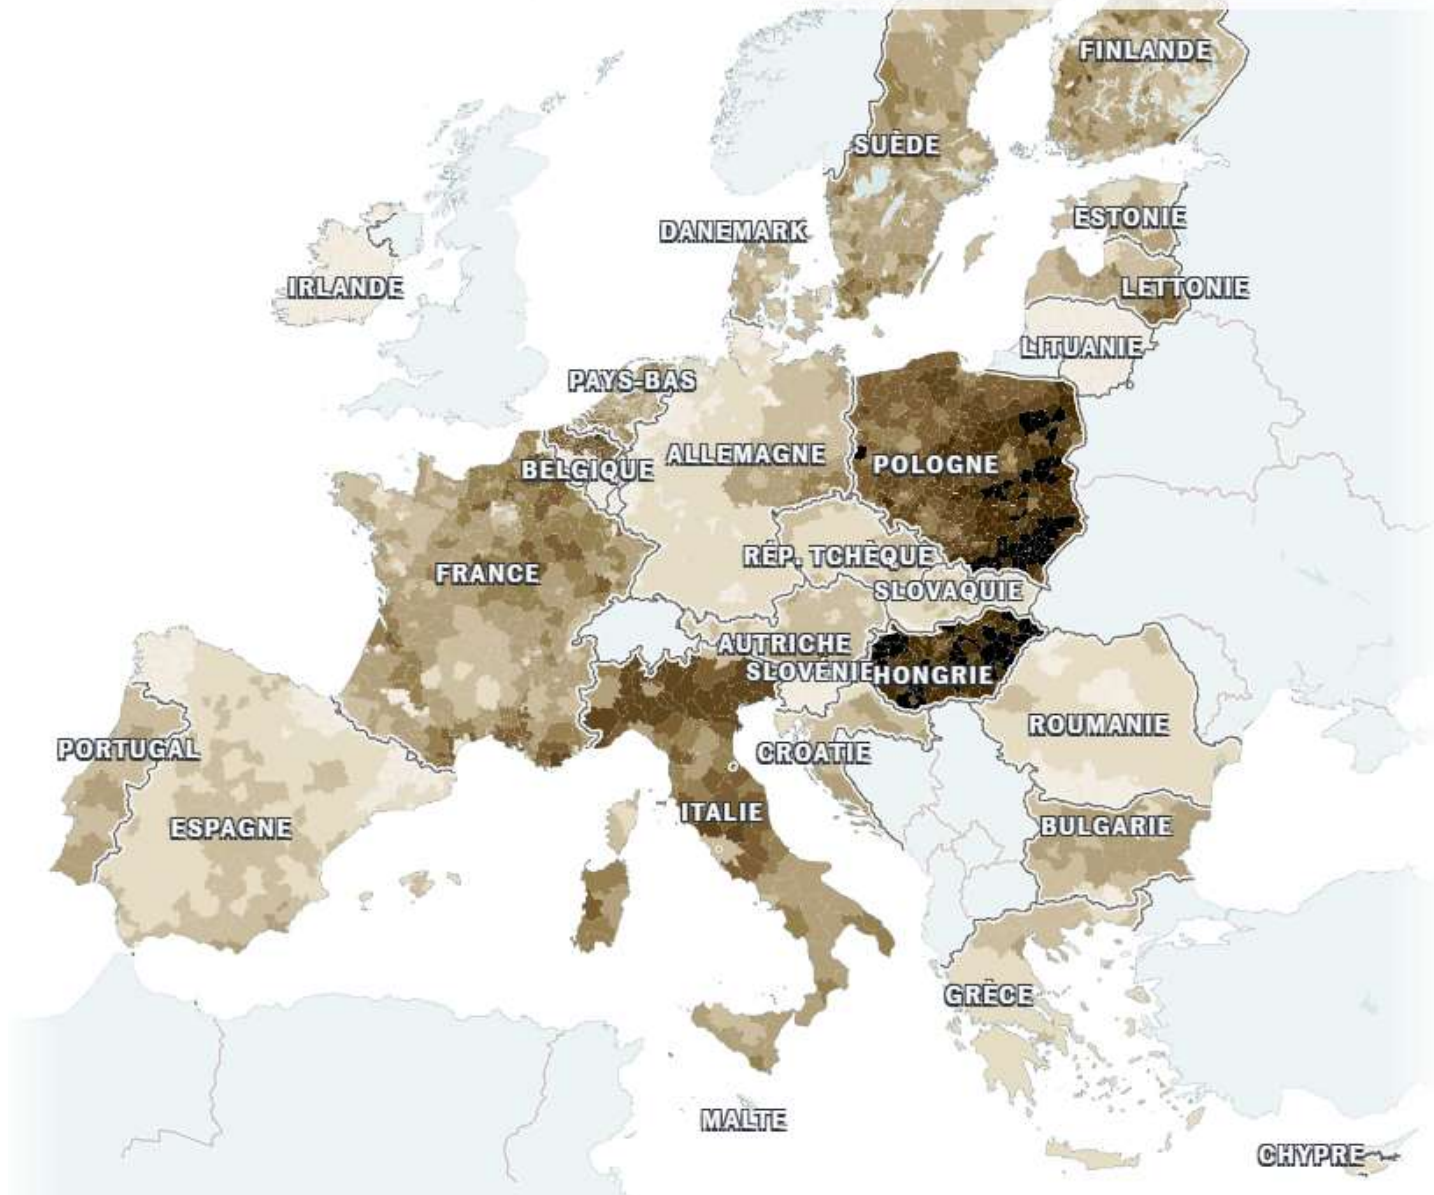 FINLANDE
SUÈDE
ESTONIE
DANEMARK
IRLANDE
LETTONIE
LITUANIE
PAYS-BAS
ALLEMAGNE
BELGIQUE
POLOGNE
RÉP. TCHÈQUE
FRANCE
SLOVAQUIE
AUTRICHE
SLOVÉNIE
HONGRIE
ROUMANIE
PORTUGAL
CROATIE
ITALIE
ESPAGNE
BULGARIE
GRÈCE
MALTE
CHYPRE